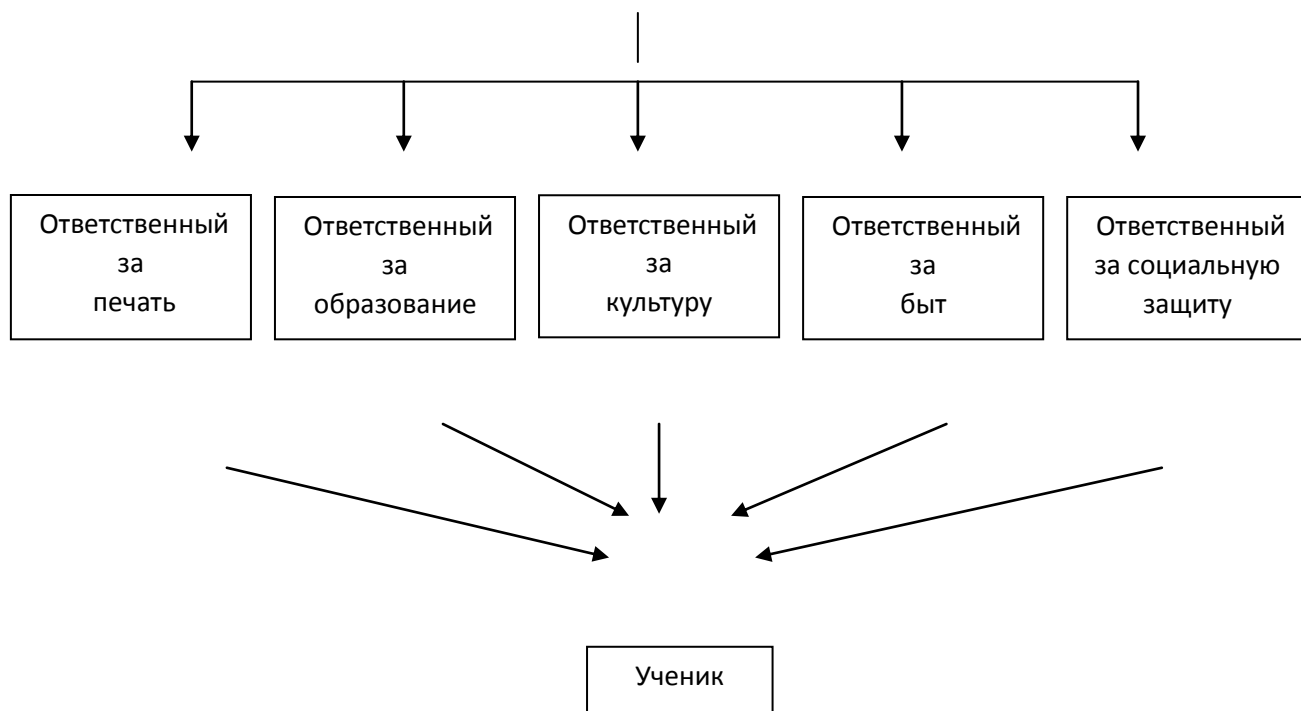 Ответственный
за
печать
Ответственный
за
образование
Ответственный
за
культуру
Ответственный
за
быт
Ответственный
за социальную
защиту
Ученик